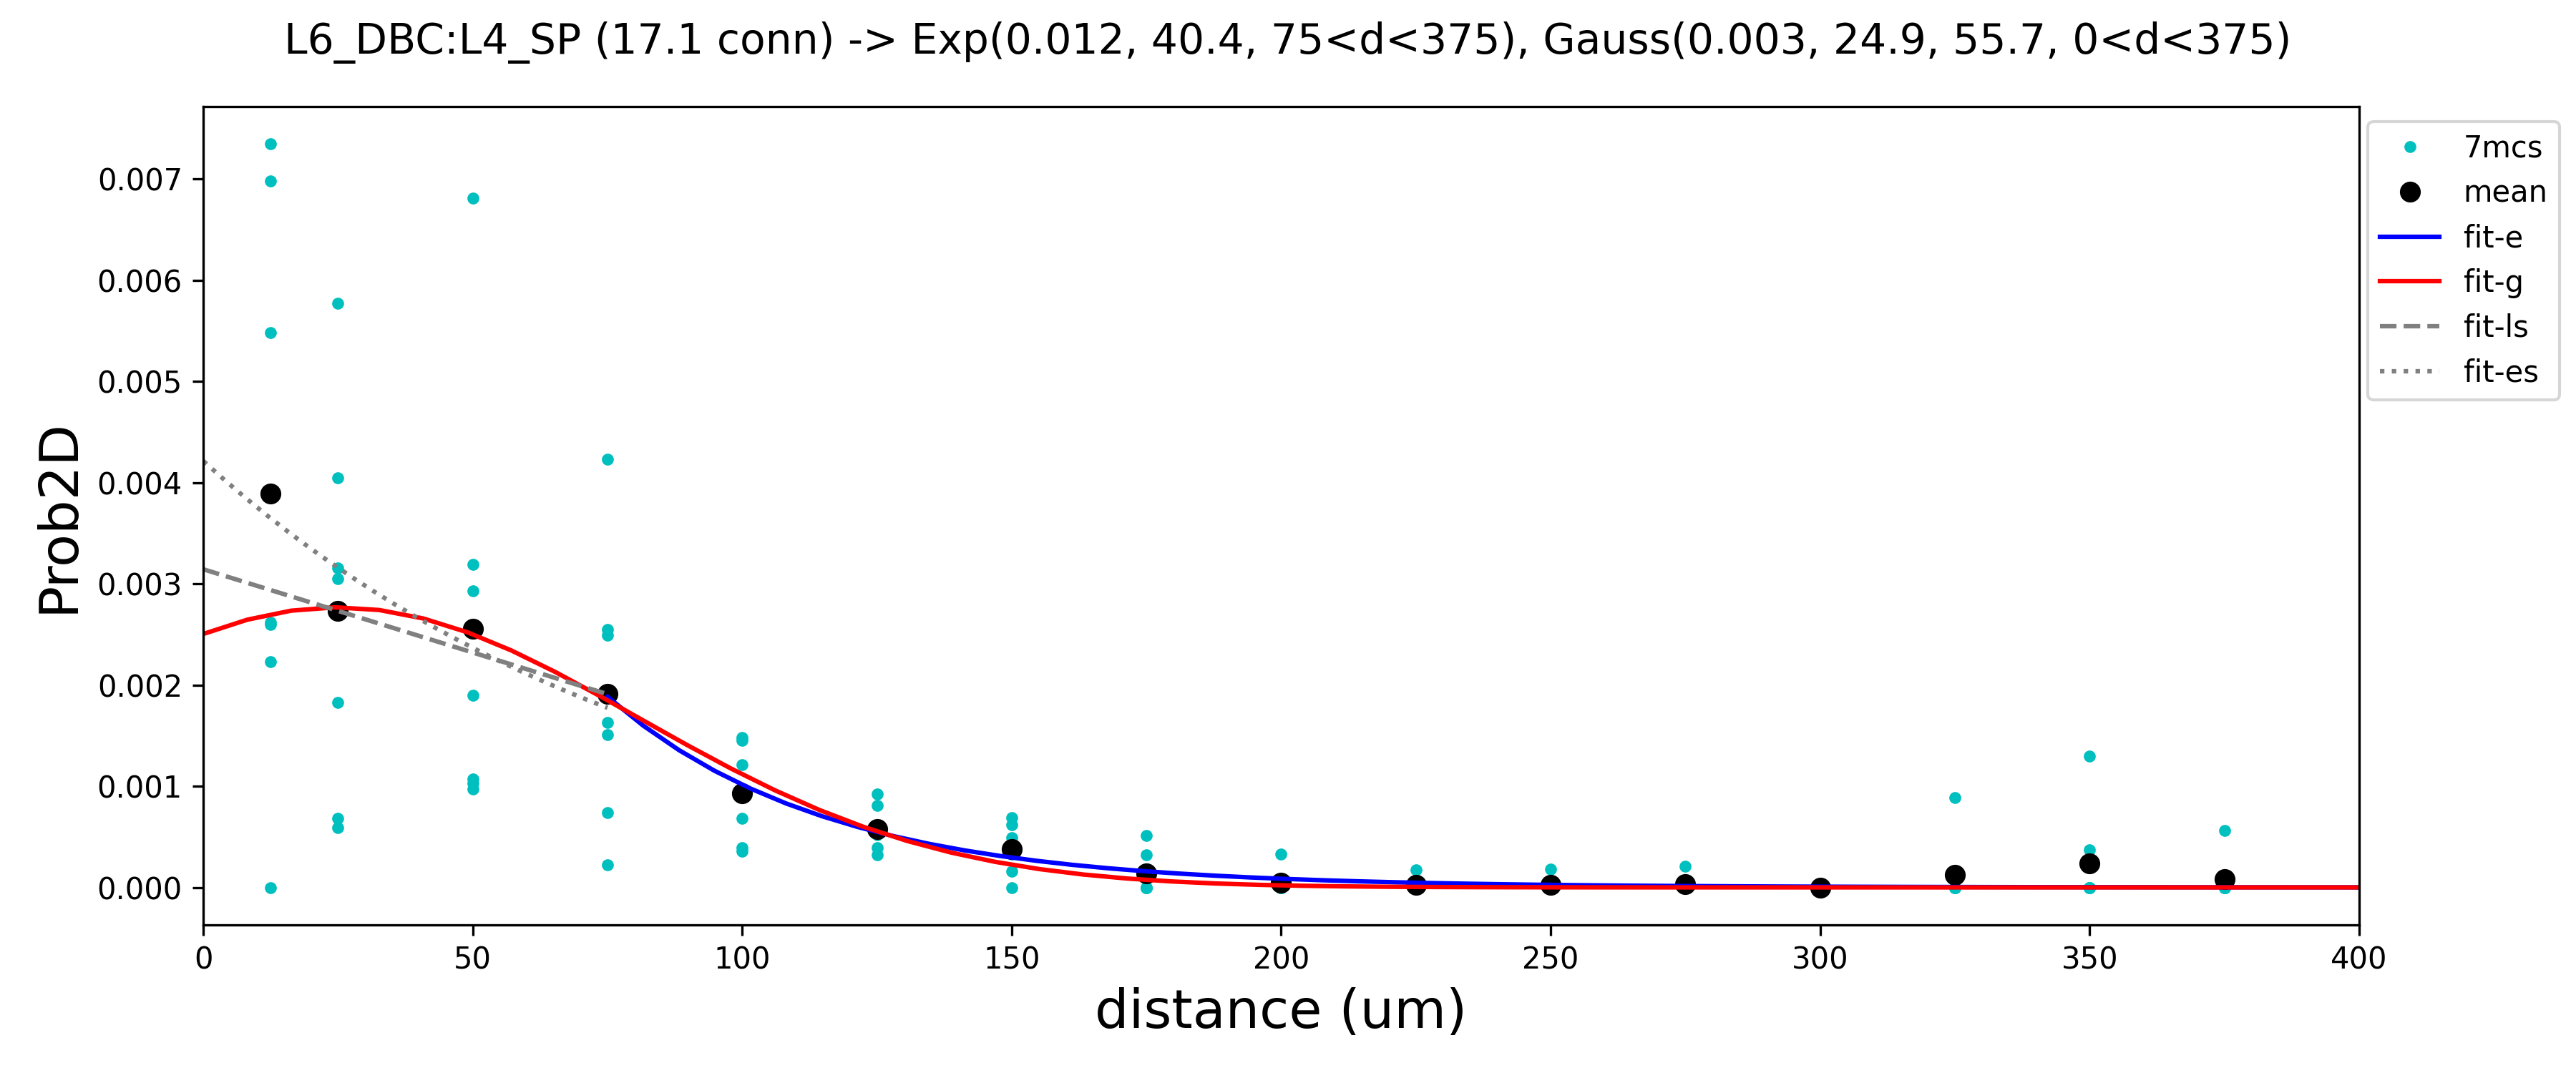 L6_DBC:L4_SP (17.1 conn) -> Exp(0.012, 40.4, 75<d<375), Gauss(0.003, 24.9, 55.7, 0<d<375)
7mcs
mean
fit-e
fit-g
fit-ls
fit-es
Prob2D
0.007
0.006
0.005
0.004
0.003
0.002
0.001
0.000
0 50 100 150 200 250 300 350 400
distance (um)